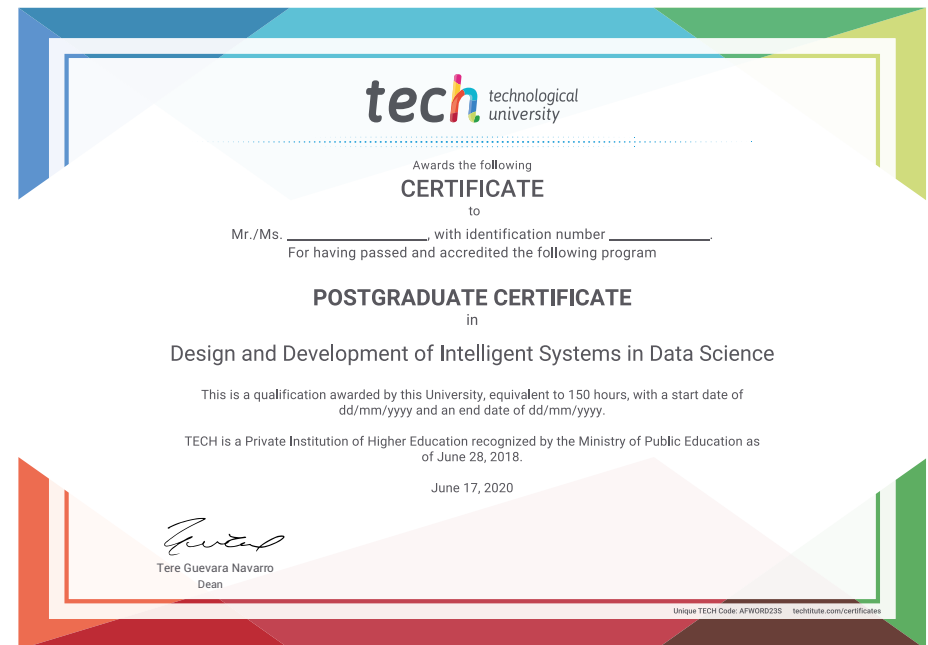 tech technological
university
Awards the following
CERTIFICATE
to
Mr./Ms. ____________________, with identification number ______________.
For having passed and accredited the following program
POSTGRADUATE CERTIFICATE
in
Design and Development of Intelligent Systems in Data Science
This is a qualification awarded by this University, equivalent to 150 hours, with a start date of
dd/mm/yyyy and an end date of dd/mm/yyyy.
TECH is a Private Institution of Higher Education recognized by the Ministry of Public Education as
of June 28, 2018.
June 17, 2020
Tere Guevara Navarro
Dean
Unique TECH Code: AFWORD23S techtitute.com/certificates